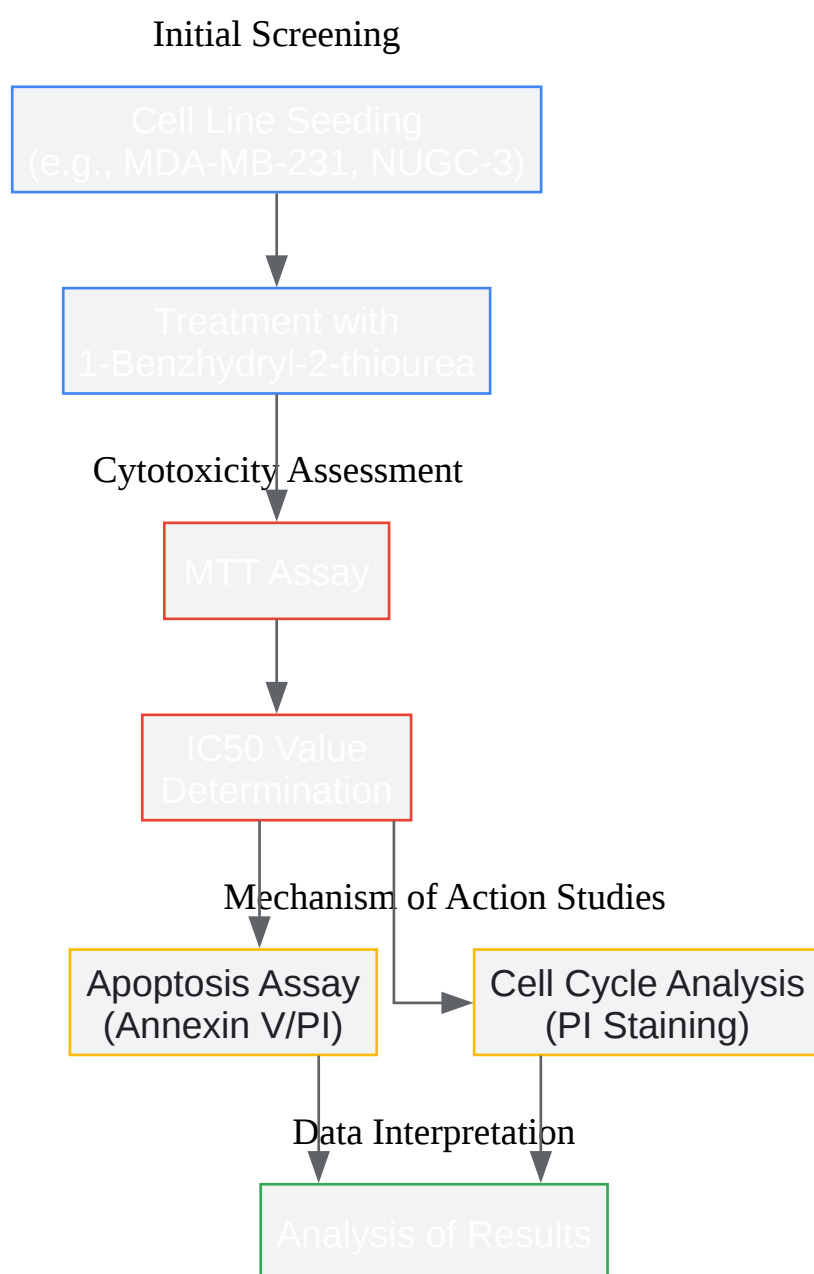 Initial Screening
Cell Line Seeding
(e.g., MDA-MB-231, NUGC-3)
Treatment with
1-Benzhydryl-2-thiourea
Cytotoxicity Assessment
MTT Assay
IC50 Value
Determination
Mechanism of Action Studies
Apoptosis Assay
(Annexin V/PI)
Cell Cycle Analysis
(PI Staining)
Data Interpretation
Analysis of Results